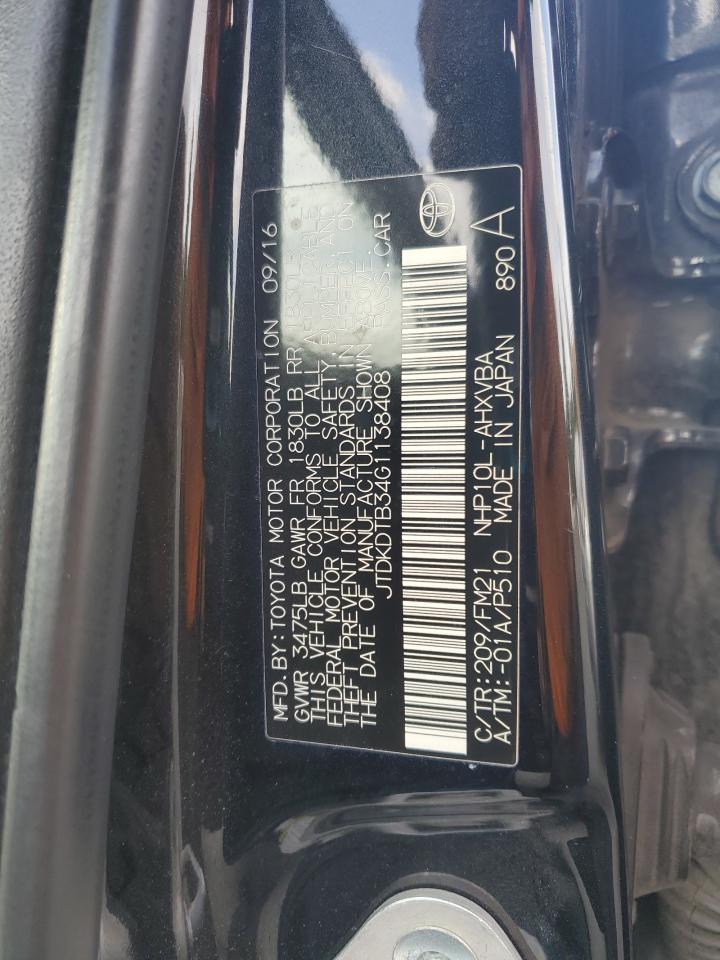 MFD.BY:TOYOTA MOTOR CORPORATION 09/16
GVWR 3475LB GAWR FR 1830LB RR 1830LB
THIS VEHICLE CONFORMS TO ALL APPLICABLE
FEDERAL MOTOR VEHICLE SAFETY, BUMPER, AND
THEFT PREVENTION STANDARDS IN EFFECT ON
THE DATE OF MANUFACTURE SHOWN ABOVE.
JTDKDTB34G1138408 PASS.CAR
C/TR:209/FM21 NHP10L-AHXVBA
A/TM:-01A/P510 MADE IN JAPAN 890 A